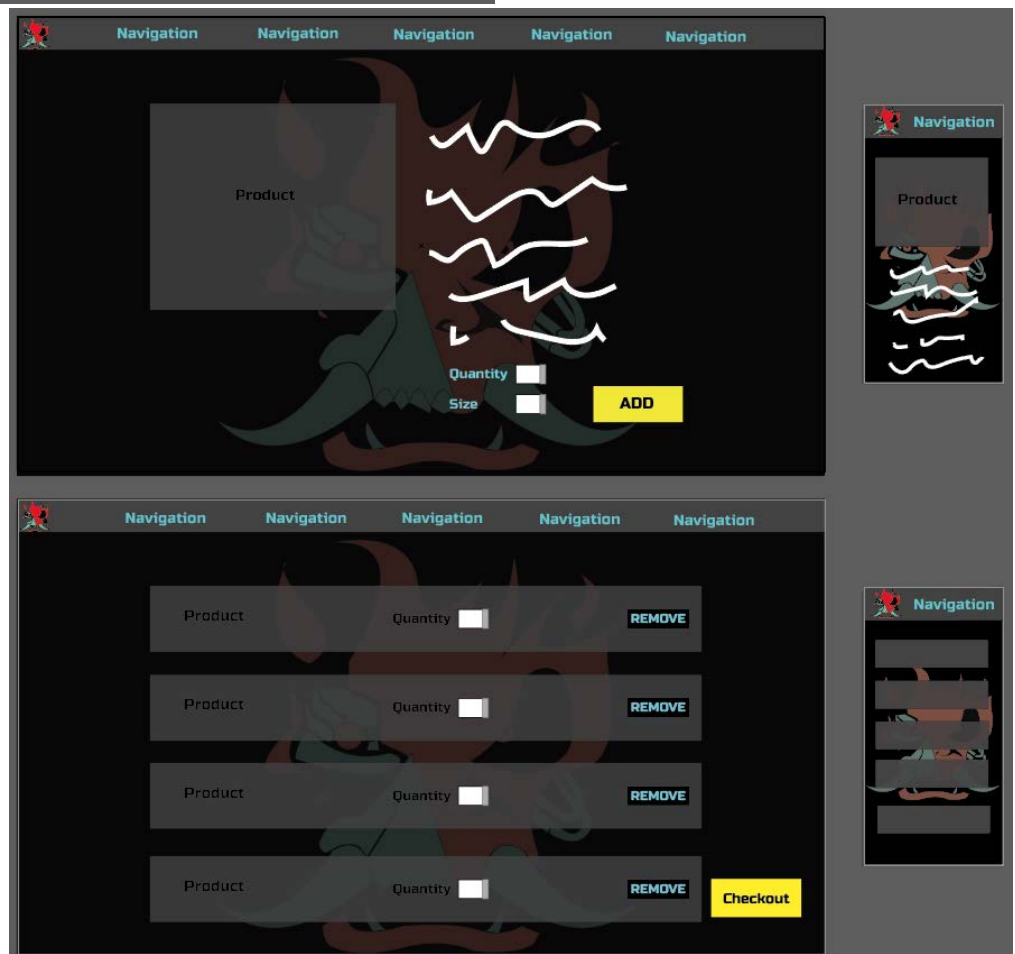 Navigation Navigation Navigation Navigation Navigation
Product
Quantity
Size
ADD
Navigation
Product
Navigation Navigation Navigation Navigation Navigation
Product Quantity REMOVE
Product Quantity REMOVE
Product Quantity REMOVE
Product Quantity REMOVE
Checkout
Navigation